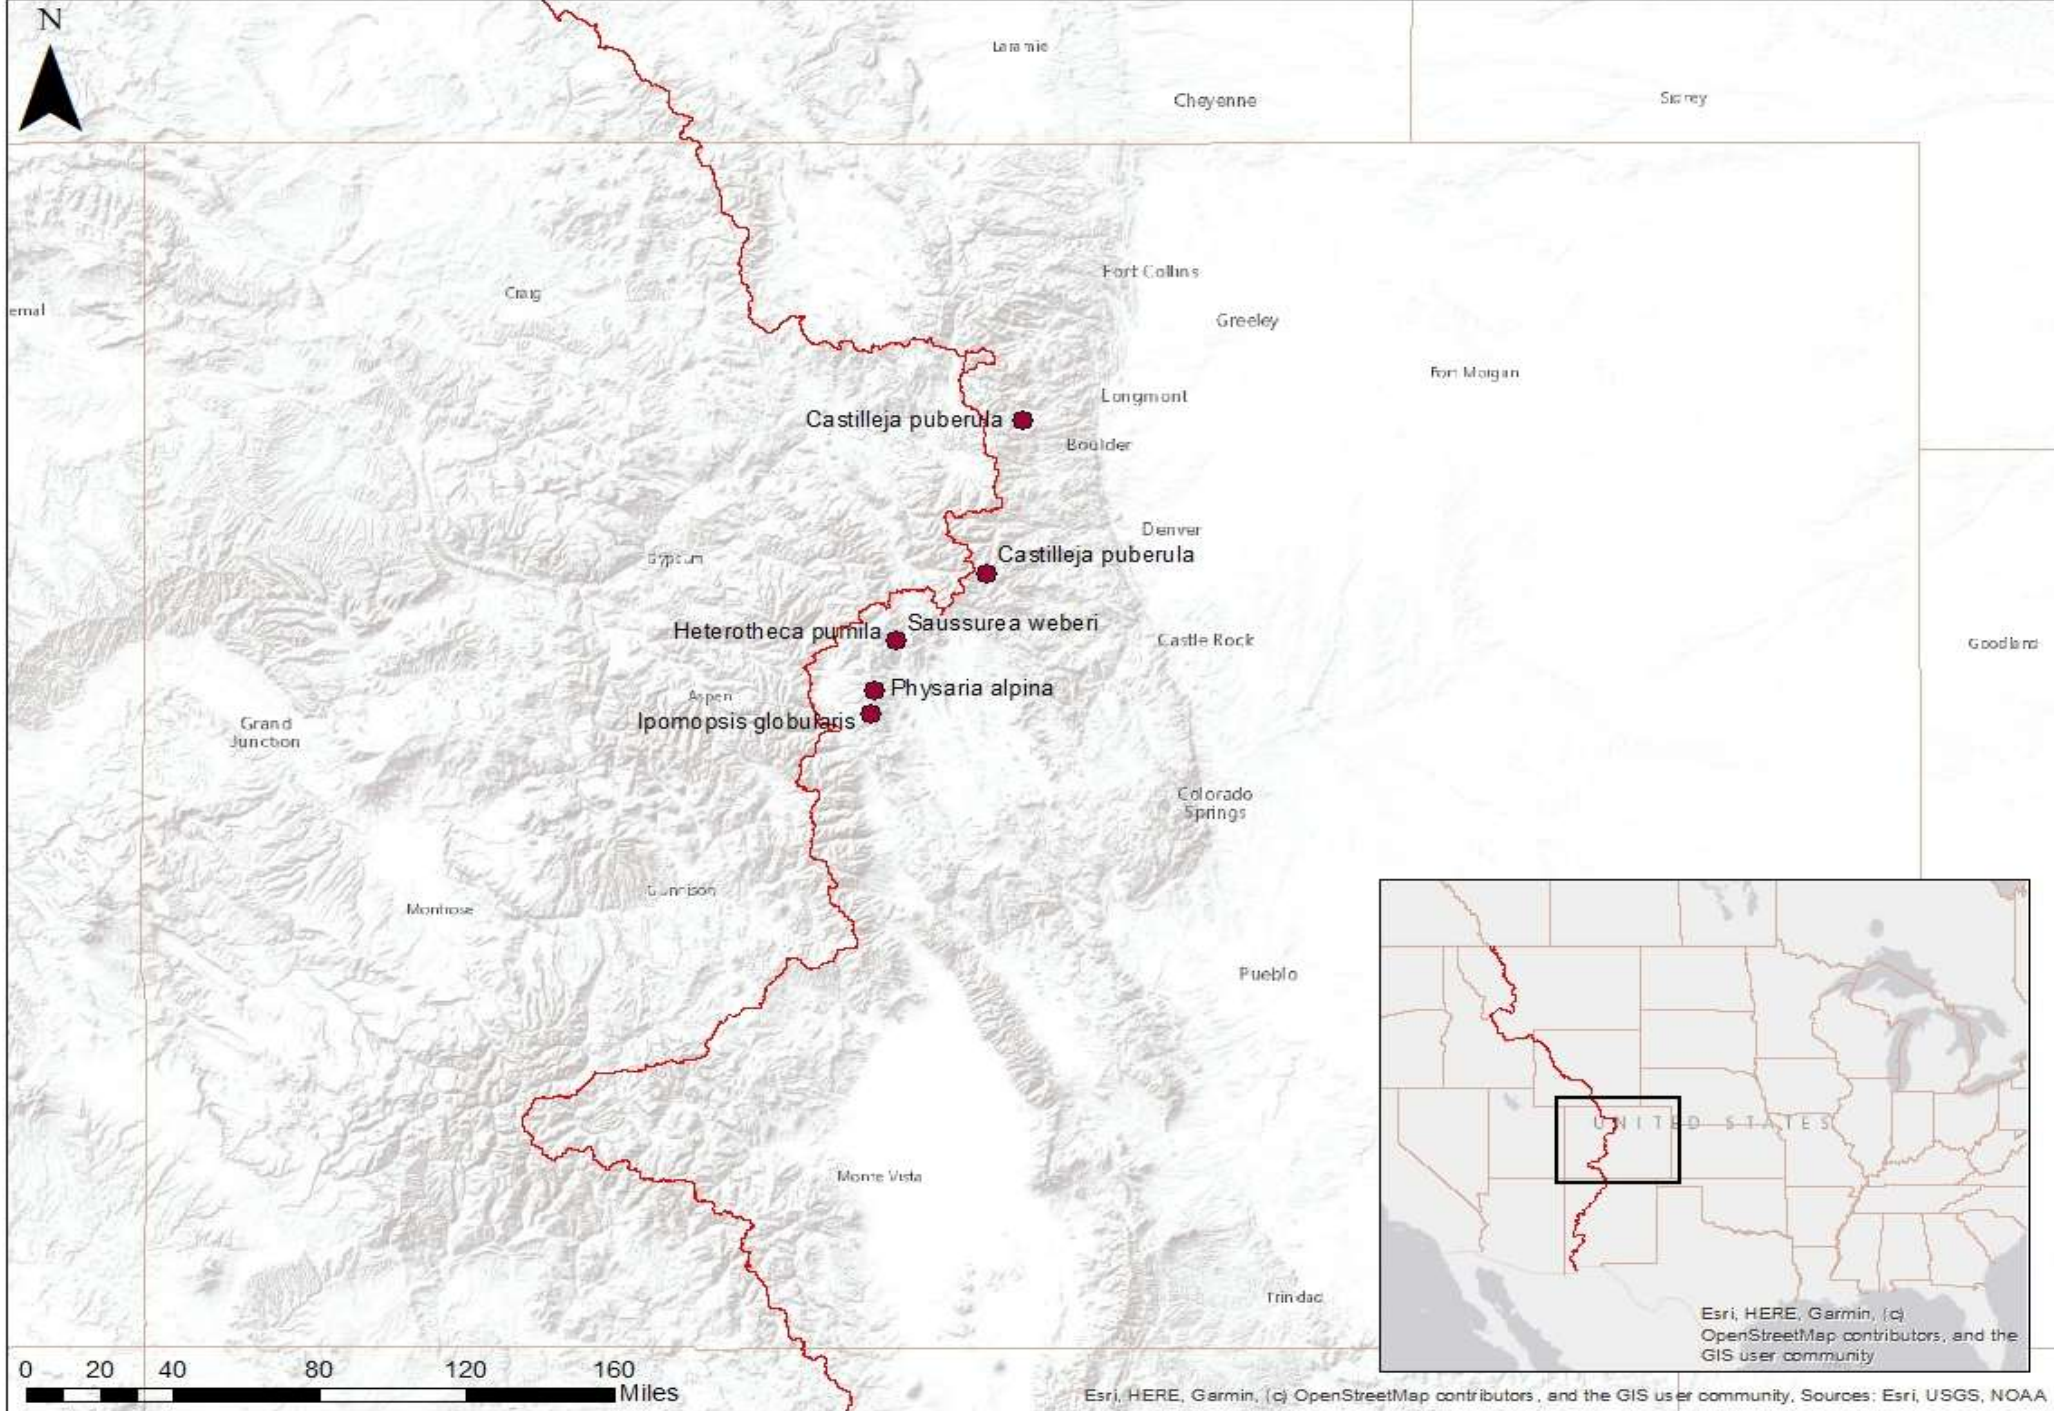 N
Laramie
Cheyenne
Sidney
Fort Collins
Craig
emal
Greeley
Fort Morgan
Longmont
Castilleja puberula
Boulder
Denver
Castilleja puberula
Gypsum
Saussurea weberi
Heterotheca pumila
Castle Rock
Goodland
Physaria alpina
Aspen
Ipomopsis globularis
Grand
Junction
Colorado
Springs
Gunnison
Montrose
Pueblo
UNITED STATES
Monte Vista
Trinidad
Esri, HERE, Garmin, (c)
OpenStreetMap contributors, and the
GIS user community
0 20 40 80 120 160
Miles
Esri, HERE, Garmin, (c) OpenStreetMap contributors, and the GIS user community, Sources: Esri, USGS, NOAA